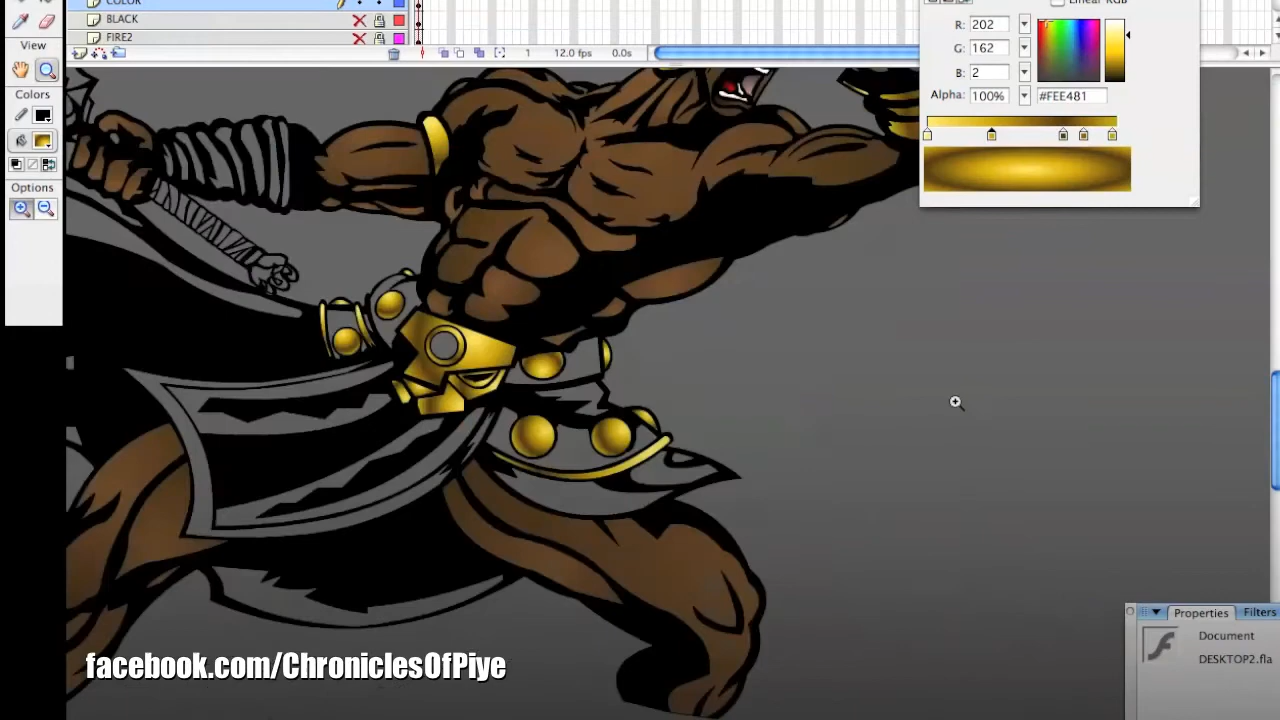 COLOR
BLACK
FIRE2
1 12.0 fps 0.0s
View
Colors
Options
Linear RGB
R: 202
G: 162
B: 2
Alpha: 100% #FEE481
Properties Filters
Document
DESKTOP2.fla
facebook.com/ChroniclesOfPiye